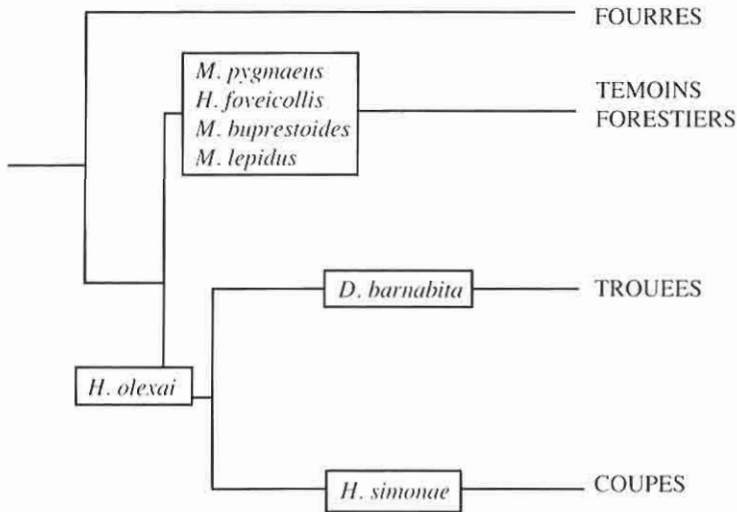 FOURRES
M. pygmaeus
H. foveicollis
M. buprestoides
M. lepidus
TEMOINS
FORESTIERS
D. barnabita
TROUEES
H. olexai
H. simonae
COUPES